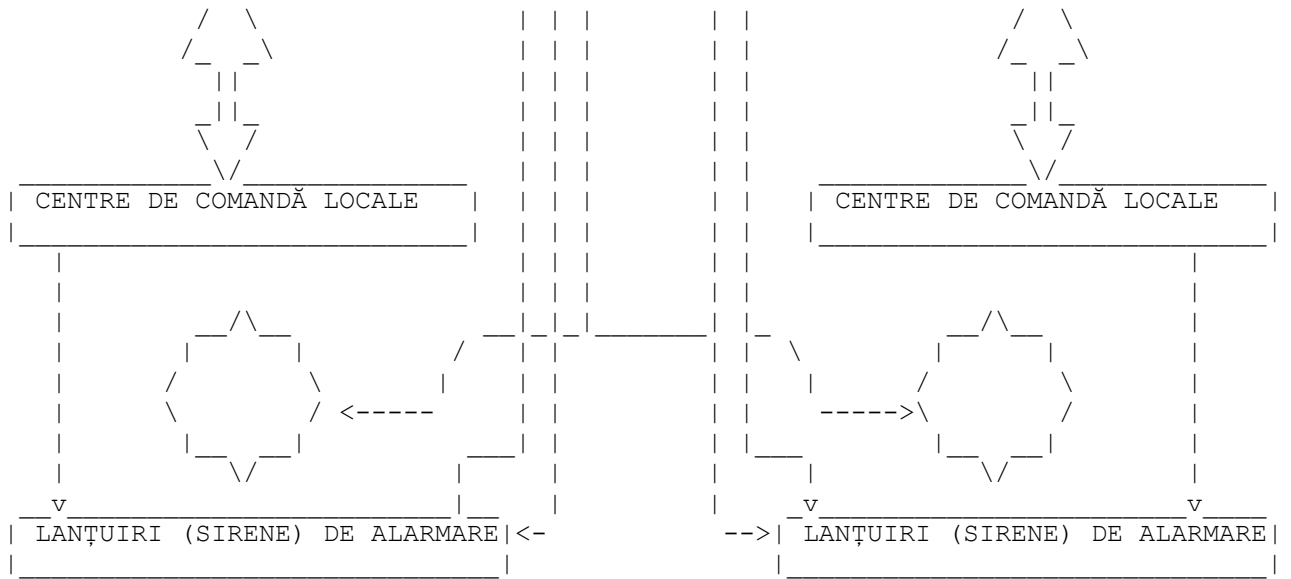 CENTRE DE COMANDĂ LOCALE
CENTRE DE COMANDĂ LOCALE
LANȚUIRI (SIRENE) DE ALARMARE
LANȚUIRI (SIRENE) DE ALARMARE